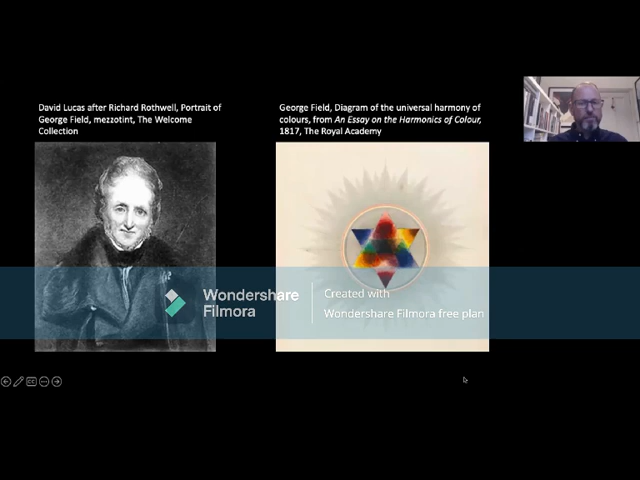 David Lucas after Richard Rothwell, Portrait of
George Field, mezzotint, The Welcome
Collection
George Field, Diagram of the universal harmony of
colours, from An Essay on the Harmonics of Colour,
1817, The Royal Academy
Wondershare
Filmora
Created with
Wondershare Filmora free plan